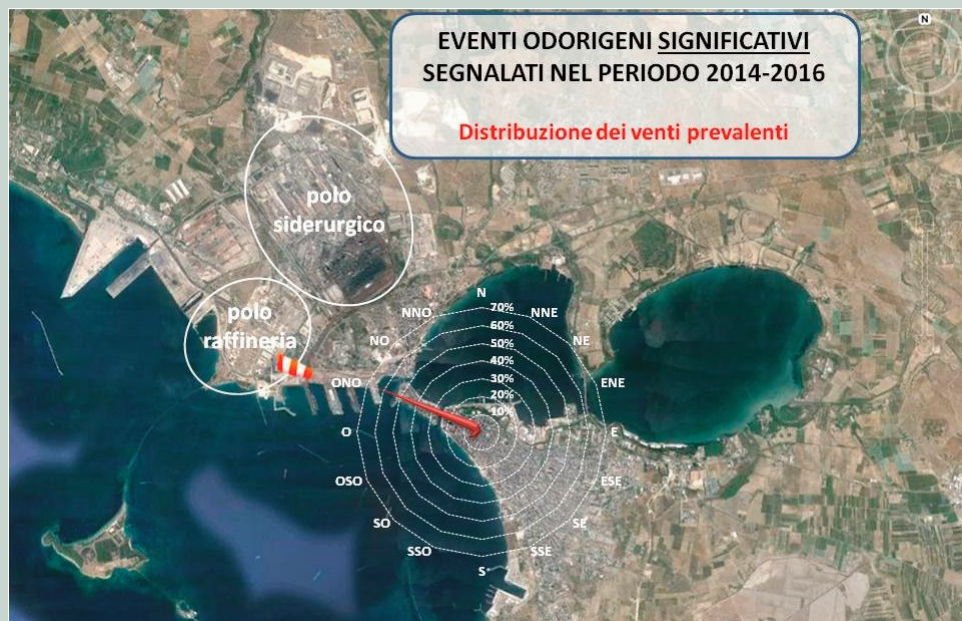 EVENTI ODORIGENI SIGNIFICATIVI
SEGNALATI NEL PERIODO 2014-2016
Distribuzione dei venti prevalenti
N
polo
siderurgico
polo
raffineria
N
NNO
70%
NNE
60%
NO
50%
NE
40%
30%
ONO
20%
ENE
10%
O
E
OSO
ESE
SO
SE
SSO
SSE
S